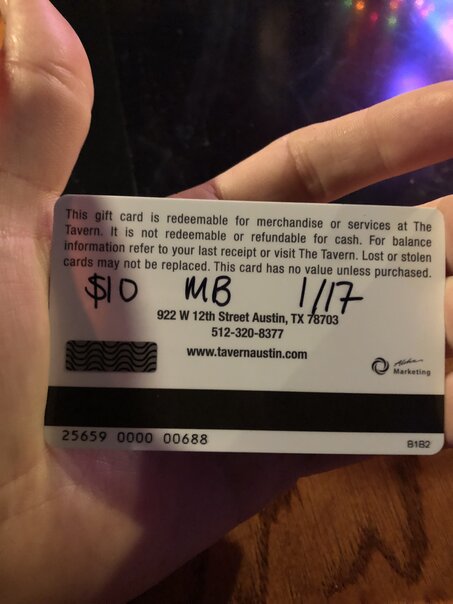 This gift card is redeemable for merchandise or services at The
Tavern. It is not redeemable or refundable for cash. For balance
information refer to your last receipt or visit The Tavern. Lost or stolen
cards may not be replaced. This card has no value unless purchased.
$10 MB 1/17
922 W 12th Street Austin, TX 78703
512-320-8377
www.tavernaustin.com
Aloha
Marketing
25659 0000 00688
B1B2